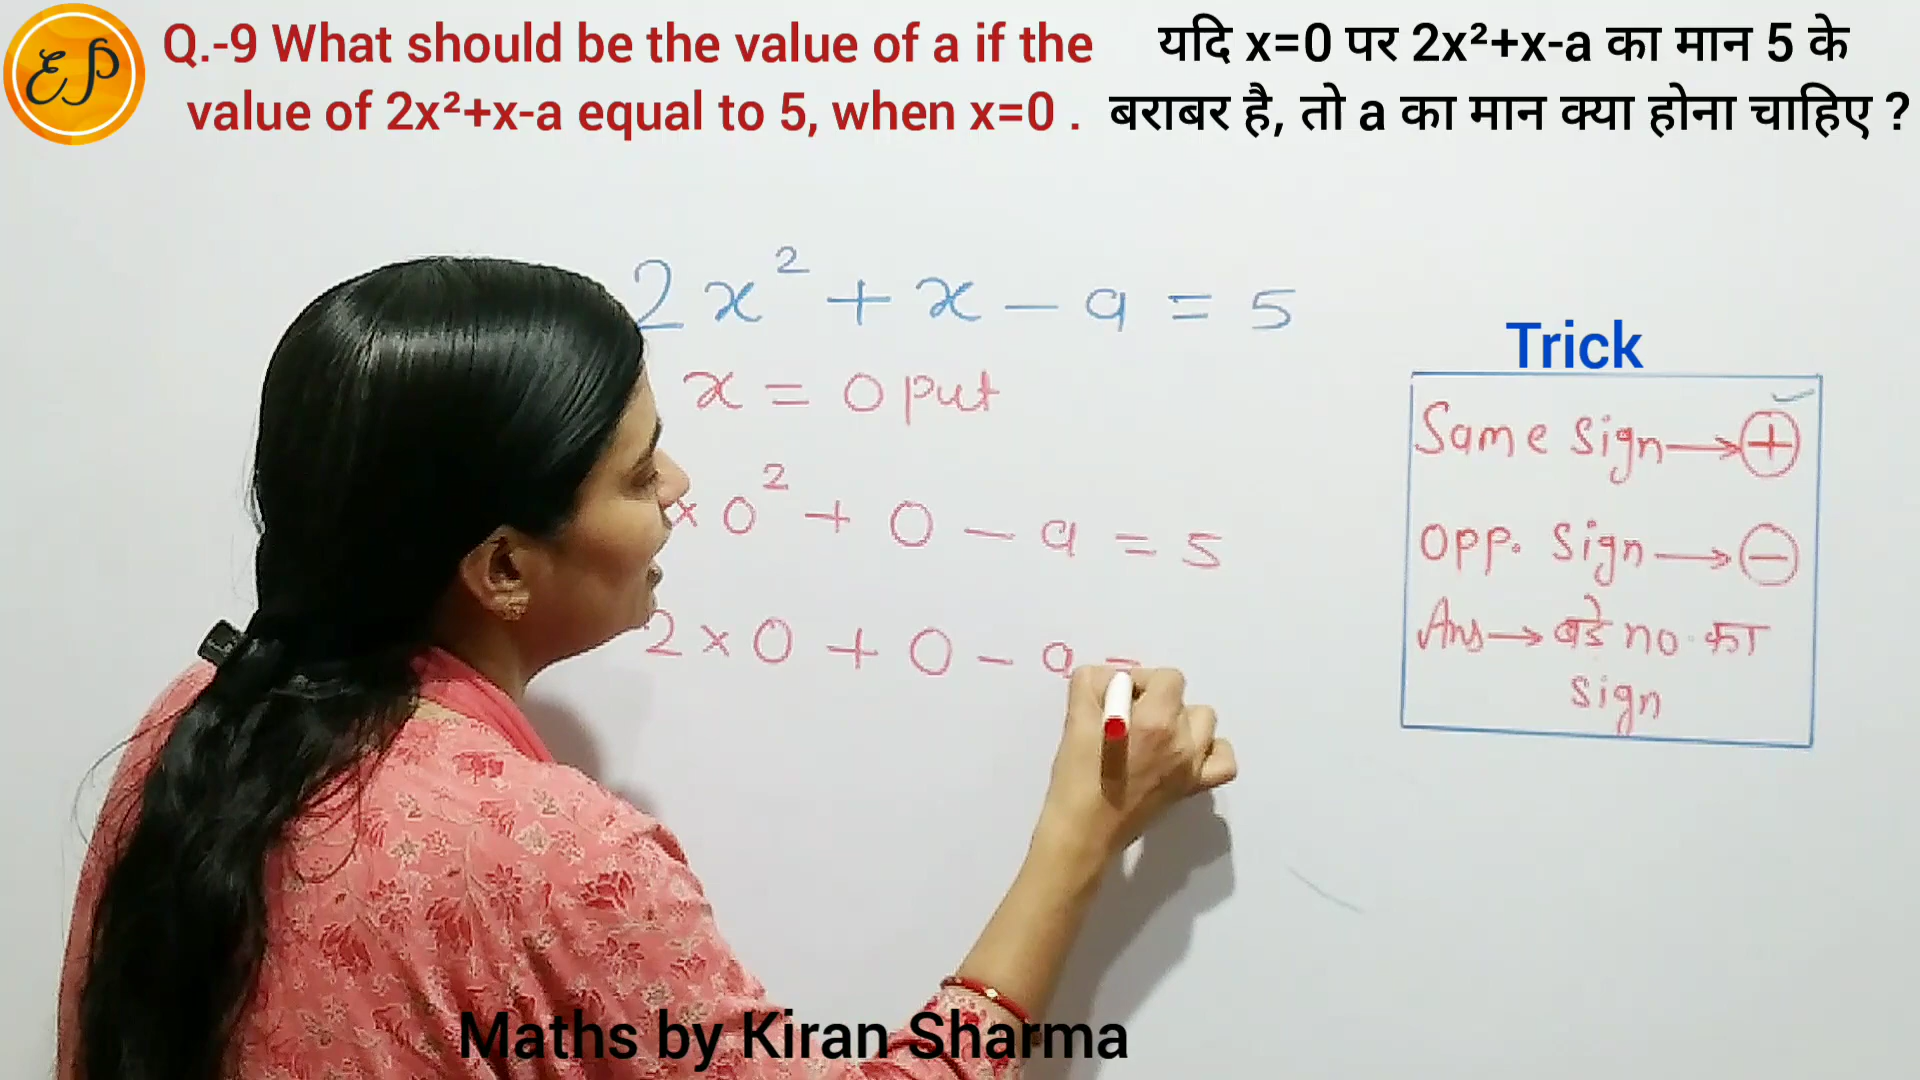 EP
Q.-9 What should be the value of a if the
value of 2x²+x-a equal to 5, when x=0 .
यदि x=0 पर 2x²+x-a का मान 5 के
बराबर है, तो a का मान क्या होना चाहिए ?
2x² + x - a = 5
x = 0 put
x 0² + 0 - a = 5
2 x 0 + 0 - a =
Trick
Same sign → +
opp. sign → -
Ans → बड़े no. का
sign
Maths by Kiran Sharma